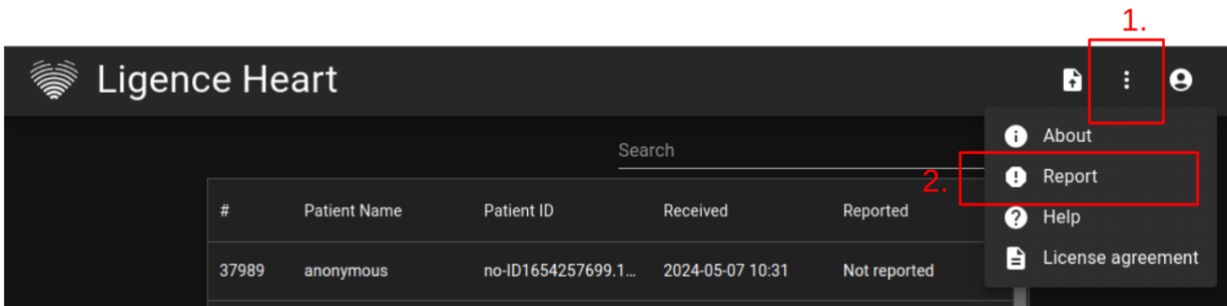 1.
Ligence Heart
About
Search
2.
Report
# Patient Name Patient ID Received Reported
Help
37989 anonymous no-ID1654257699.1... 2024-05-07 10:31 Not reported
License agreement